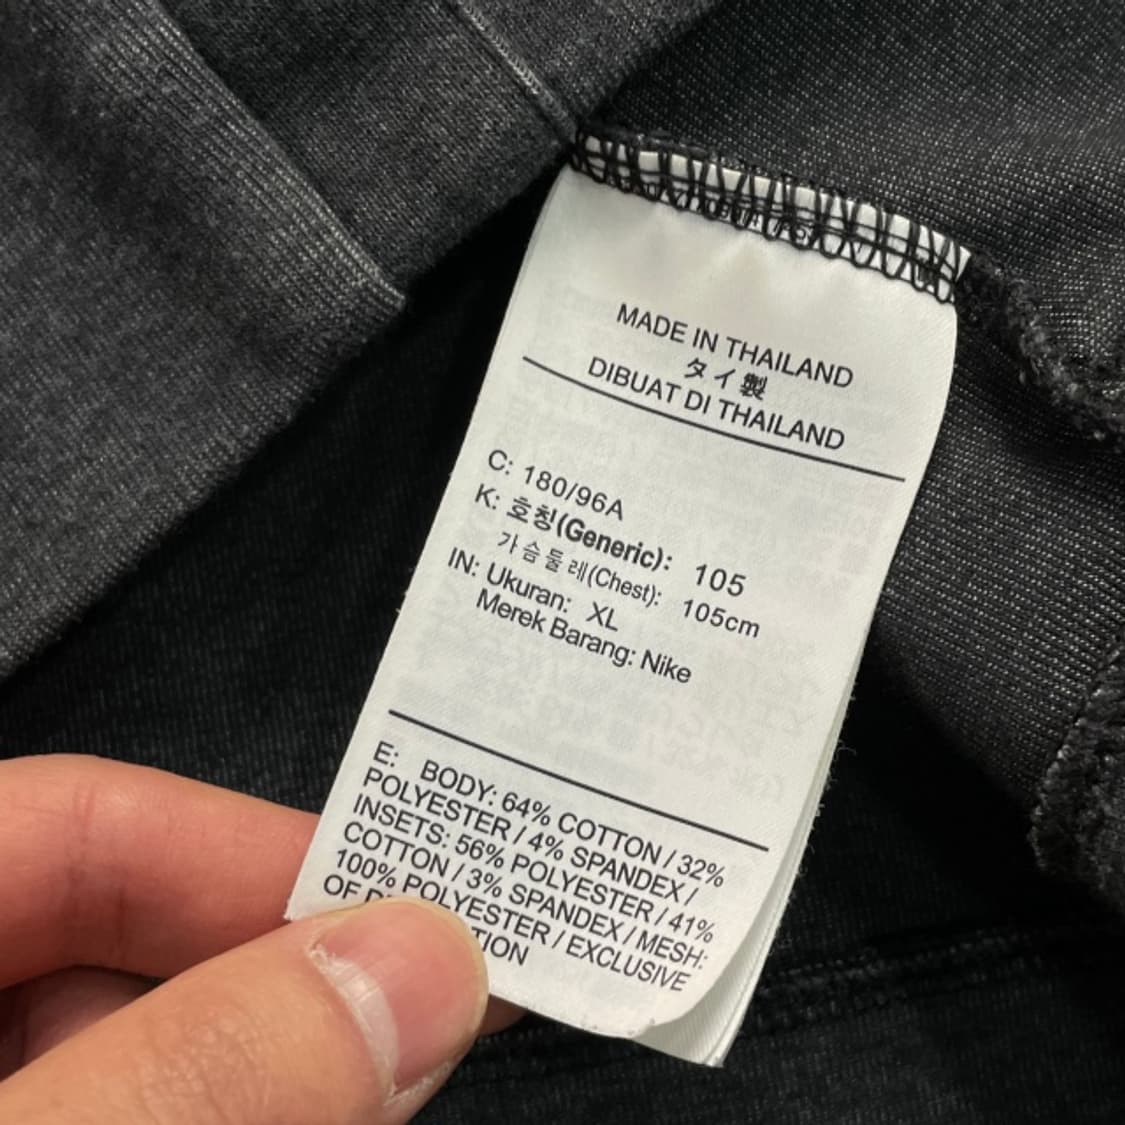 MADE IN THAILAND
タイ製
DIBUAT DI THAILAND
C: 180/96A
K: 호칭(Generic): 105
가슴둘레(Chest): 105cm
IN: Ukuran: XL
Merek Barang: Nike
E: BODY: 64% COTTON / 32%
POLYESTER / 4% SPANDEX /
INSETS: 56% POLYESTER / 41%
COTTON / 3% SPANDEX / MESH:
100% POLYESTER / EXCLUSIVE
OF